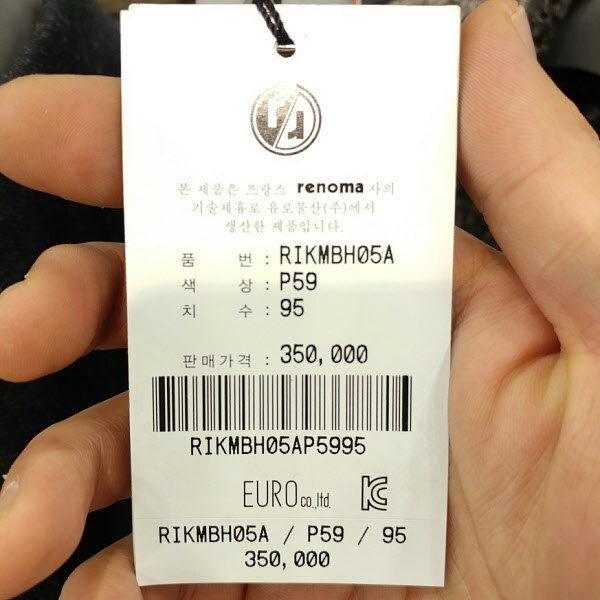 본 제품은 프랑스 renoma 사의
기술제휴로 유로물산(주)에서
생산한 제품입니다.
품 번 : RIKMBH05A
색 상 : P59
치 수 : 95
판매가격 : 350,000
RIKMBH05AP5995
EURO co.,ltd.
RIKMBH05A / P59 / 95
350,000